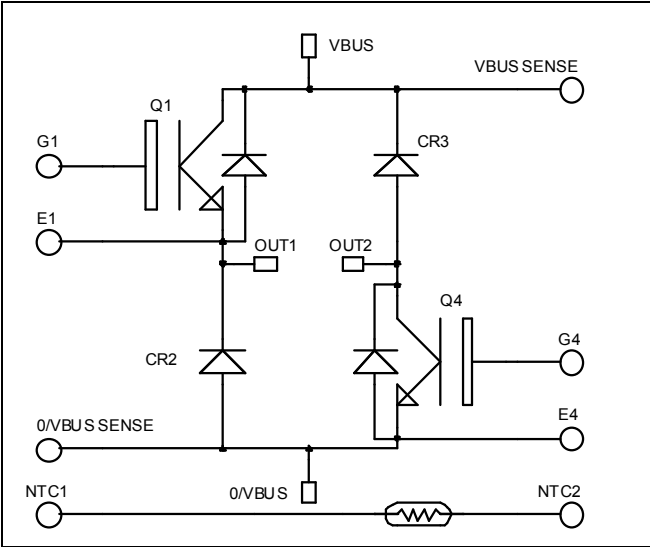 VBUS
VBUS SENSE
Q1
CR3
G1
E1
OUT1
OUT2
Q4
CR2
G4
E4
0/VBUS SENSE
0/VBUS
NTC1
NTC2